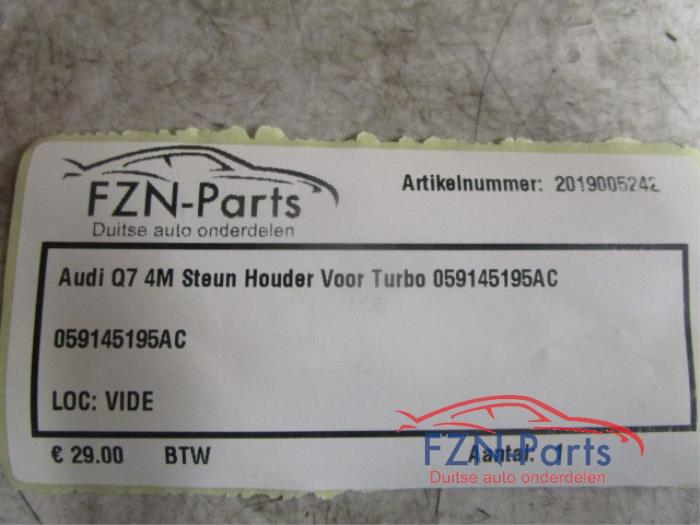 FZN-Parts
Duitse auto onderdelen
Artikelnummer: 2019005242
Audi Q7 4M Steun Houder Voor Turbo 059145195AC
059145195AC
LOC: VIDE
€ 29.00 BTW Aantal: 1
FZN-Parts
Duitse auto onderdelen